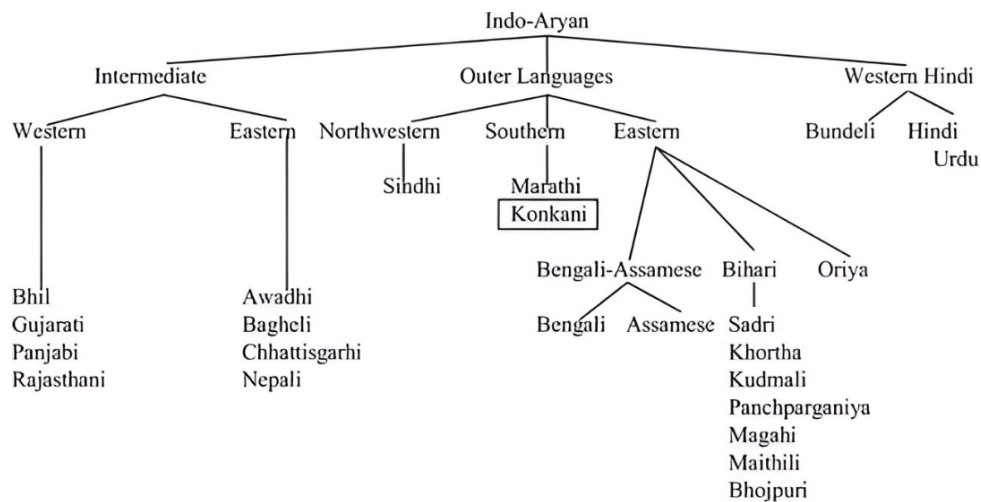 Indo-Aryan
Intermediate Outer Languages Western Hindi
Western Eastern Northwestern Southern Eastern Bundeli Hindi
Urdu
Sindhi Marathi
Konkani
Bengali-Assamese Bihari Oriya
Bhil Awadhi
Gujarati Bagheli Bengali Assamese Sadri
Panjabi Chhattisgarhi Khortha
Rajasthani Nepali Kudmali
Panchparganiya
Magahi
Maithili
Bhojpuri